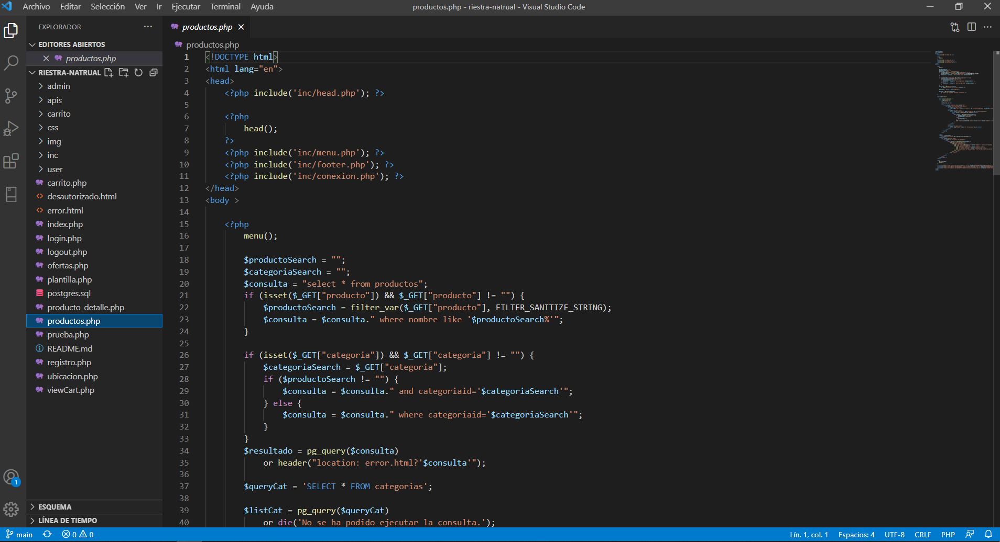 Archivo Editar Selección Ver Ir Ejecutar Terminal Ayuda
productos.php - riestra-natrual - Visual Studio Code
EXPLORADOR
EDITORES ABIERTOS
productos.php
RIESTRA-NATRUAL
admin
apis
carrito
css
img
inc
user
carrito.php
desautorizado.html
error.html
index.php
login.php
logout.php
ofertas.php
plantilla.php
postgres.sql
producto_detalle.php
productos.php
prueba.php
README.md
registro.php
ubicacion.php
viewCart.php
ESQUEMA
LÍNEA DE TIEMPO
1
productos.php
productos.php
1 <!DOCTYPE html>
2 <html lang="en">
3 <head>
4     <?php include('inc/head.php'); ?>
5
6     <?php
7         head();
8     ?>
9     <?php include('inc/menu.php'); ?>
10     <?php include('inc/footer.php'); ?>
11     <?php include('inc/conexion.php'); ?>
12 </head>
13 <body >
14
15     <?php
16         menu();
17
18         $productoSearch = "";
19         $categoriaSearch = "";
20         $consulta = "select * from productos";
21         if (isset($_GET["producto"]) && $_GET["producto"] != "") {
22             $productoSearch = filter_var($_GET["producto"], FILTER_SANITIZE_STRING);
23             $consulta = $consulta." where nombre like '$productoSearch%'";
24         }
25
26         if (isset($_GET["categoria"]) && $_GET["categoria"] != "") {
27             $categoriaSearch = $_GET["categoria"];
28             if ($productoSearch != "") {
29                 $consulta = $consulta." and categoriaid='$categoriaSearch'";
30             } else {
31                 $consulta = $consulta." where categoriaid='$categoriaSearch'";
32             }
33         }
34         $resultado = pg_query($consulta)
35             or header("location: error.html?'$consulta'");
36
37         $queryCat = 'SELECT * FROM categorias';
38
39         $listCat = pg_query($queryCat)
40             or die('No se ha podido ejecutar la consulta.');
main 0 0 Lín. 1, col. 1 Espacios: 4 UTF-8 CRLF PHP